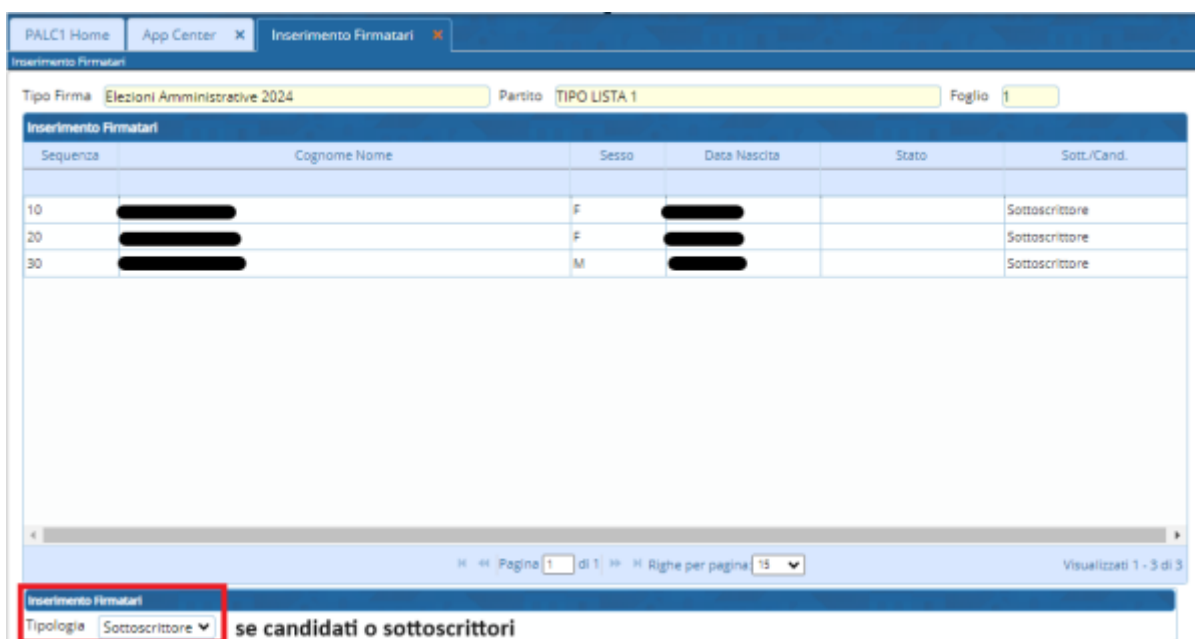 PALC1 Home App Center × Inserimento Firmatari ×
Inserimento Firmatari
Tipo Firma Elezioni Amministrative 2024 Partito TIPO LISTA 1 Foglio 1
Inserimento Firmatari
Sequenza Cognome Nome Sesso Data Nascita Stato Sott./Cand.
10 F Sottoscrittore
20 F Sottoscrittore
30 M Sottoscrittore
Pagina 1 di 1 Righe per pagina: 15 Visualizzati 1 - 3 di 3
Inserimento Firmatari
Tipologia Sottoscrittore se candidati o sottoscrittori